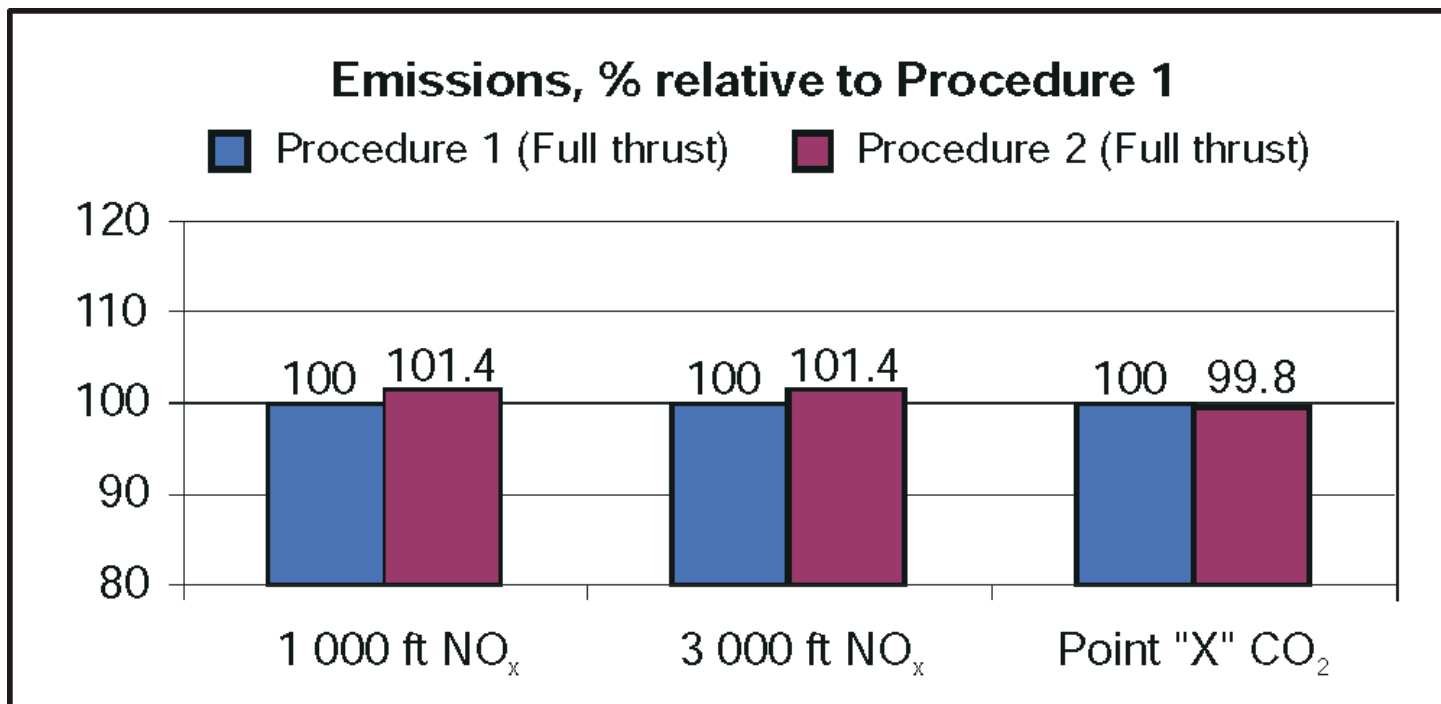 Emissions, % relative to Procedure 1
Procedure 1 (Full thrust) Procedure 2 (Full thrust)
120
110
100 101.4 100 101.4 100 99.8
100
90
80
1 000 ft NOₓ 3 000 ft NOₓ Point "X" CO₂